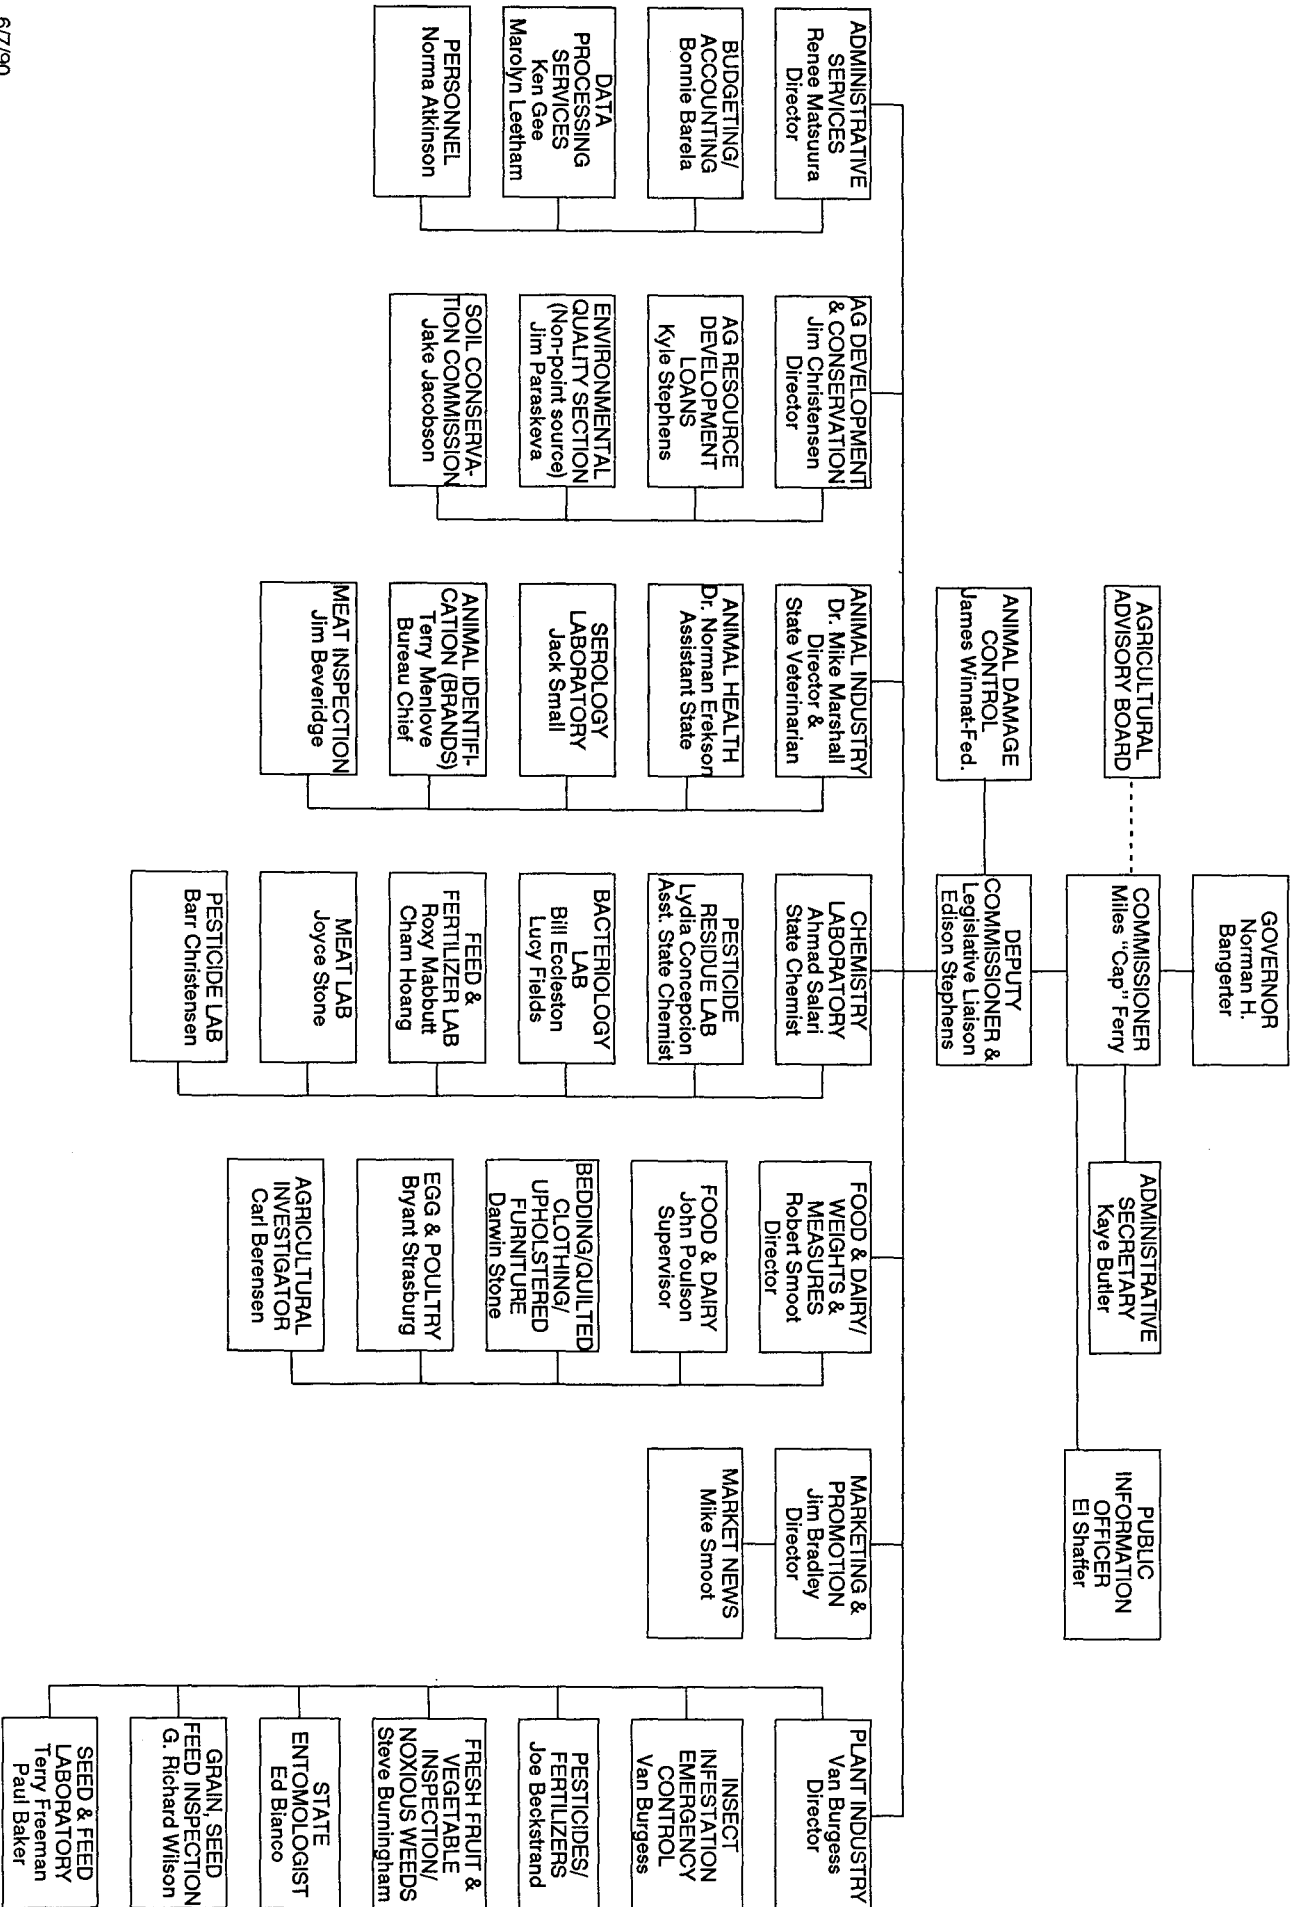 GOVERNOR
Norman H.
Bangerter
AGRICULTURAL
ADVISORY BOARD
COMMISSIONER
Miles "Cap" Ferry
ADMINISTRATIVE
SECRETARY
Kaye Butler
PUBLIC
INFORMATION
OFFICER
El Shaffer
ANIMAL DAMAGE
CONTROL
James Winnat-Fed.
DEPUTY
COMMISSIONER &
Legislative Liaison
Edison Stephens
ADMINISTRATIVE
SERVICES
Renee Matsuura
Director
BUDGETING/
ACCOUNTING
Bonnie Barela
DATA
PROCESSING
SERVICES
Ken Gee
Marolyn Leetham
PERSONNEL
Norma Atkinson
AG DEVELOPMENT
& CONSERVATION
Jim Christensen
Director
AG RESOURCE
DEVELOPMENT
LOANS
Kyle Stephens
ENVIRONMENTAL
QUALITY SECTION
(Non-point source)
Jim Paraskeva
SOIL CONSERVA-
TION COMMISSION
Jake Jacobson
ANIMAL INDUSTRY
Dr. Mike Marshall
Director &
State Veterinarian
ANIMAL HEALTH
Dr. Norman Erekson
Assistant State
SEROLOGY
LABORATORY
Jack Small
ANIMAL IDENTIFI-
CATION (BRANDS)
Terry Menlove
Bureau Chief
MEAT INSPECTION
Jim Beveridge
CHEMISTRY
LABORATORY
Ahmad Salari
State Chemist
PESTICIDE
RESIDUE LAB
Lydia Concepcion
Asst. State Chemist
BACTERIOLOGY
LAB
Bill Eccleston
Lucy Fields
FEED &
FERTILIZER LAB
Roxy Mabbutt
Cham Hoang
MEAT LAB
Joyce Stone
PESTICIDE LAB
Barr Christensen
FOOD & DAIRY/
WEIGHTS &
MEASURES
Robert Smoot
Director
FOOD & DAIRY
John Poulson
Supervisor
BEDDING/QUILTED
CLOTHING/
UPHOLSTERED
FURNITURE
Darwin Stone
EGG & POULTRY
Bryant Strasburg
AGRICULTURAL
INVESTIGATOR
Carl Berensen
MARKETING &
PROMOTION
Jim Bradley
Director
MARKET NEWS
Mike Smoot
PLANT INDUSTRY
Van Burgess
Director
INSECT
INFESTATION
EMERGENCY
CONTROL
Van Burgess
PESTICIDES/
FERTILIZERS
Joe Beckstrand
FRESH FRUIT &
VEGETABLE
INSPECTION/
NOXIOUS WEEDS
Steve Burningham
STATE
ENTOMOLOGIST
Ed Bianco
GRAIN, SEED
FEED INSPECTION
G. Richard Wilson
SEED & FEED
LABORATORY
Terry Freeman
Paul Baker
6/7/90